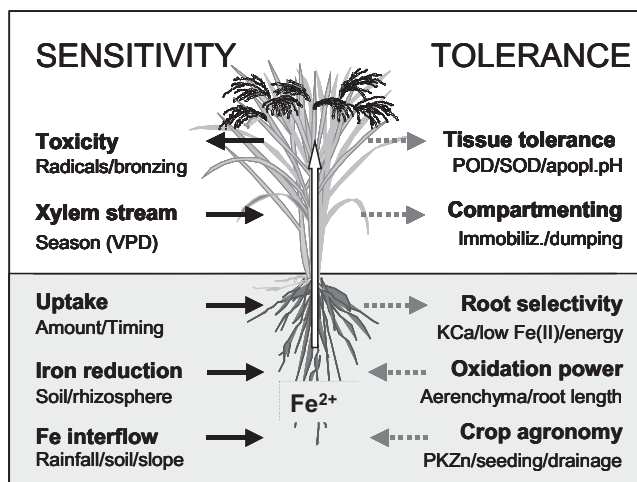 SENSITIVITY
TOLERANCE
Toxicity
Radicals/bronzing
Tissue tolerance
POD/SOD/apopl.pH
Xylem stream
Season (VPD)
Compartmenting
Immobiliz./dumping
Uptake
Amount/Timing
Root selectivity
KCa/low Fe(II)/energy
Iron reduction
Soil/rhizosphere
Oxidation power
Aerenchyma/root length
Fe²⁺
Fe interflow
Rainfall/soil/slope
Crop agronomy
PKZn/seeding/drainage